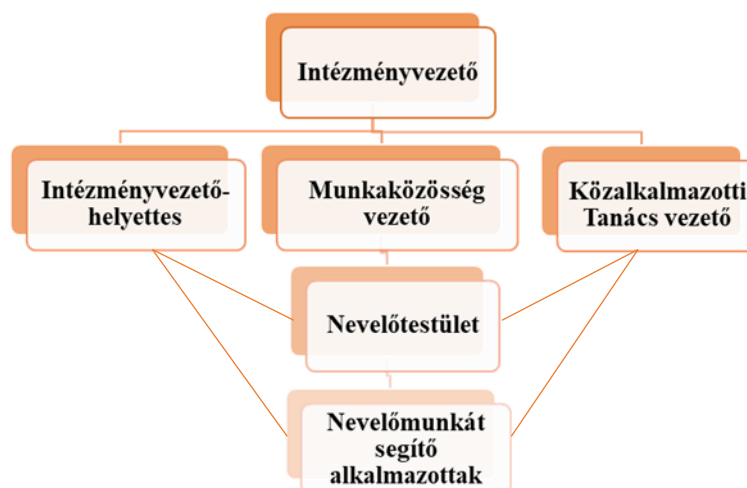 Intézményvezető
Intézményvezető-
helyettes
Munkaközösség
vezető
Közalkalmazotti
Tanács vezető
Nevelőtestület
Nevelőmunkát
segítő
alkalmazottak